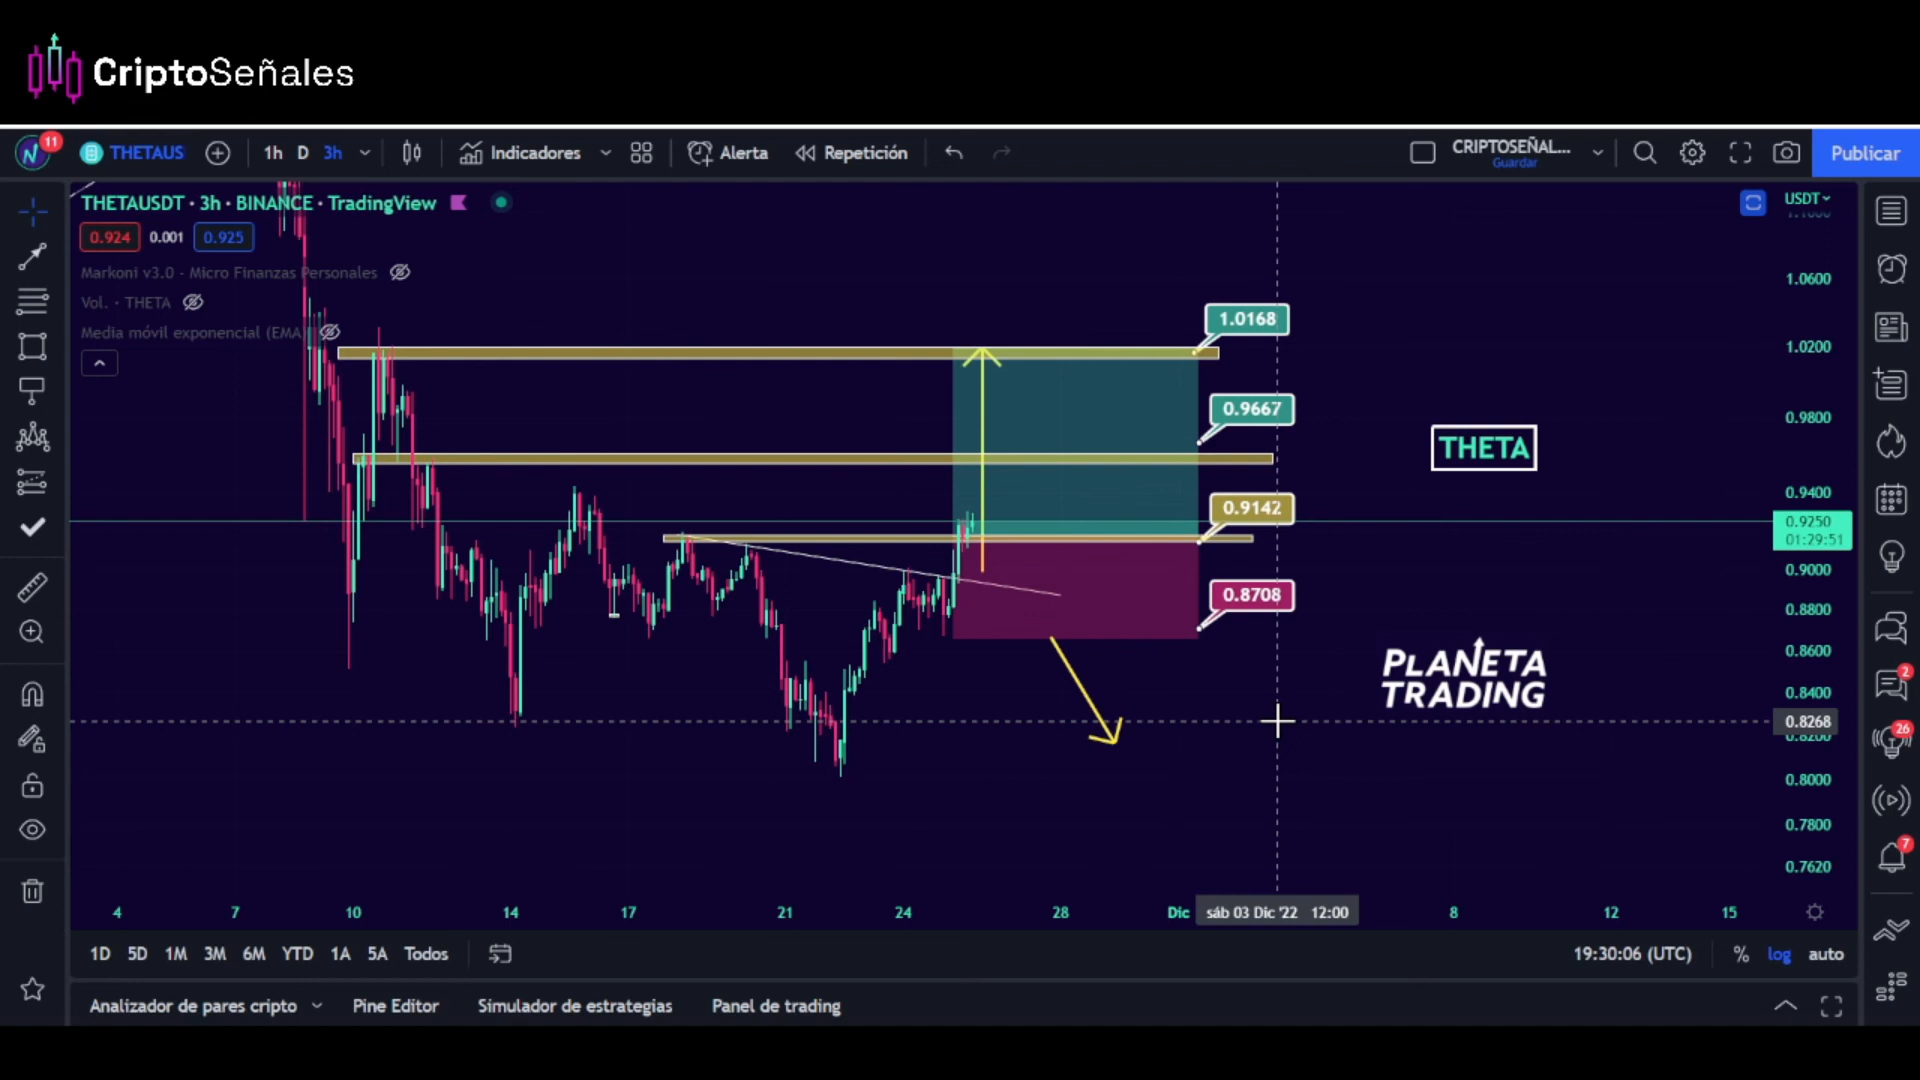 CriptoSeñales
11
THETAUS
1h D 3h
Indicadores
Alerta
Repetición
CRIPTOSEÑAL...
Guardar
Publicar
THETAUSDT · 3h · BINANCE · TradingView
0.924 0.001 0.925
Markoni v3.0 - Micro Finanzas Personales
Vol. · THETA
Media móvil exponencial (EMA)
USDT
1.0600
1.0200
0.9800
0.9400
0.9250
01:29:51
0.9000
0.8800
0.8600
0.8400
0.8268
0.8200
0.8000
0.7800
0.7620
1.0168
0.9667
0.9142
0.8708
THETA
PLANETA
TRADING
2
26
7
4 7 10 14 17 21 24 28 Dic sáb 03 Dic '22 12:00 8 12 15
1D 5D 1M 3M 6M YTD 1A 5A Todos
19:30:06 (UTC) % log auto
Analizador de pares cripto Pine Editor Simulador de estrategias Panel de trading